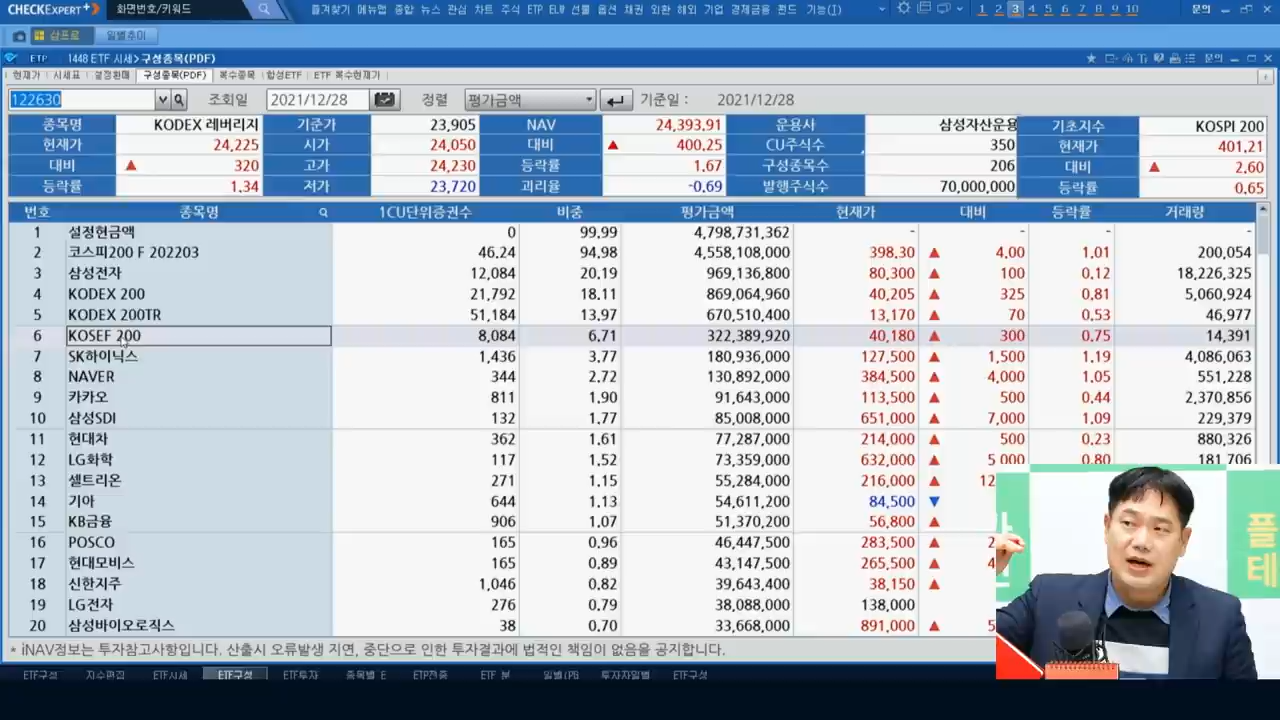 CHECKEXPERT+ 화면번호/키워드 즐겨찾기 메뉴맵 종합 뉴스 관심 차트 주식 ETP ELW 선물 옵션 채권 외환 해외 기업 경제금융 펀드 기능(T) 1 2 3 4 5 6 7 8 9 10 문의
삼프로 일별추이
ETP 1448 ETF 시세>구성종목(PDF) 문의
현재가 시세표 설정환매 구성종목(PDF) 복수종목 합성ETF ETF 복수현재가
122630 조회일 2021/12/28 정렬 평가금액 기준일 : 2021/12/28
종목명 KODEX 레버리지 기준가 23,905 NAV 24,393.91 운용사 삼성자산운용 기초지수 KOSPI 200
현재가 24,225 시가 24,050 대비 ▲ 400.25 CU주식수 350 현재가 401.21
대비 ▲ 320 고가 24,230 등락률 1.67 구성종목수 206 대비 ▲ 2.60
등락률 1.34 저가 23,720 괴리율 -0.69 발행주식수 70,000,000 등락률 0.65
번호 종목명 1CU단위증권수 비중 평가금액 현재가 대비 등락률 거래량
1 설정현금액 0 99.99 4,798,731,362 - - - -
2 코스피200 F 202203 46.24 94.98 4,558,108,000 398.30 ▲ 4.00 1.01 200,054
3 삼성전자 12,084 20.19 969,136,800 80,300 ▲ 100 0.12 18,226,325
4 KODEX 200 21,792 18.11 869,064,960 40,205 ▲ 325 0.81 5,060,924
5 KODEX 200TR 51,184 13.97 670,510,400 13,170 ▲ 70 0.53 46,977
6 KOSEF 200 8,084 6.71 322,389,920 40,180 ▲ 300 0.75 14,391
7 SK하이닉스 1,436 3.77 180,936,000 127,500 ▲ 1,500 1.19 4,086,063
8 NAVER 344 2.72 130,892,000 384,500 ▲ 4,000 1.05 551,228
9 카카오 811 1.90 91,643,000 113,500 ▲ 500 0.44 2,370,856
10 삼성SDI 132 1.77 85,008,000 651,000 ▲ 7,000 1.09 229,379
11 현대차 362 1.61 77,287,000 214,000 ▲ 500 0.23 880,326
12 LG화학 117 1.52 73,359,000 632,000 ▲ 5,000 0.80 181,706
13 셀트리온 271 1.15 55,284,000 216,000 ▲ 12
14 기아 644 1.13 54,611,200 84,500 ▼
15 KB금융 906 1.07 51,370,200 56,800 ▲
16 POSCO 165 0.96 46,447,500 283,500 ▲ 2
17 현대모비스 165 0.89 43,147,500 265,500 ▲ 4
18 신한지주 1,046 0.82 39,643,400 38,150 ▲
19 LG전자 276 0.79 38,088,000 138,000
20 삼성바이오로직스 38 0.70 33,668,000 891,000 ▲ 5
플
테
* iNAV정보는 투자참고사항입니다. 산출시 오류발생 지연, 중단으로 인한 투자결과에 법적인 책임이 없음을 공지합니다.
ETF구성 지수편집 ETF시세 ETF구성 ETF투자 종목별 E ETP전종 ETF 분 일별(PB 투자자일별 ETF구성